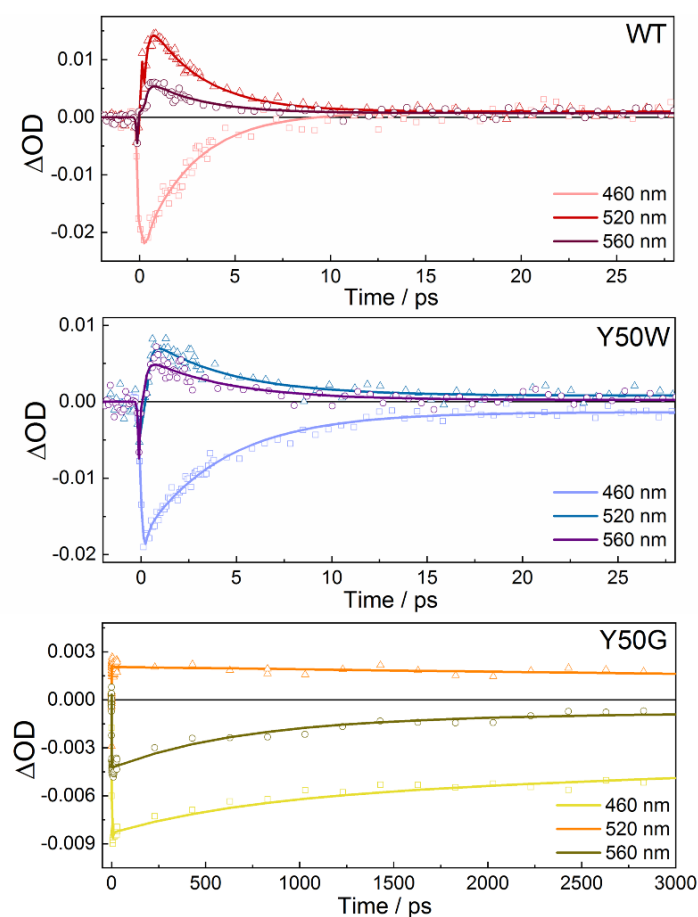 WT
0.01
0.00
-0.01
-0.02
ΔOD
460 nm
520 nm
560 nm
0 5 10 15 20 25
Time / ps
Y50W
0.01
0.00
-0.01
-0.02
ΔOD
460 nm
520 nm
560 nm
0 5 10 15 20 25
Time / ps
Y50G
0.003
0.000
-0.003
-0.006
-0.009
ΔOD
460 nm
520 nm
560 nm
0 500 1000 1500 2000 2500 3000
Time / ps